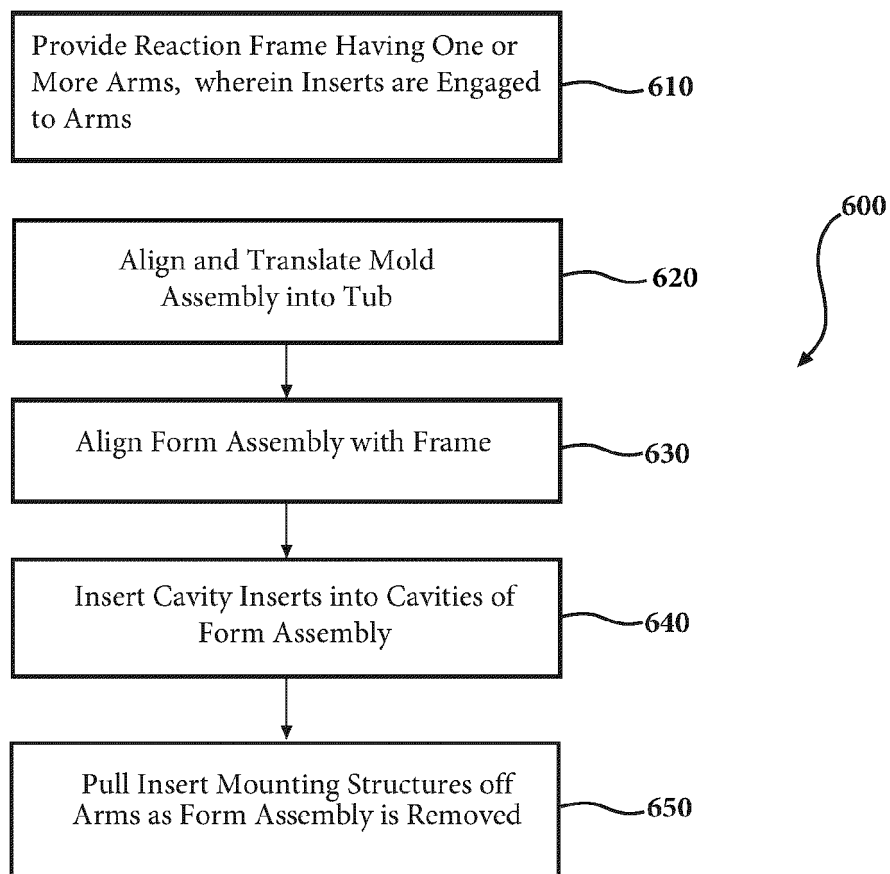 Provide Reaction Frame Having One or
More Arms, wherein Inserts are Engaged
to Arms
610
600
Align and Translate Mold
Assembly into Tub
620
Align Form Assembly with Frame
630
Insert Cavity Inserts into Cavities of
Form Assembly
640
Pull Insert Mounting Structures off
Arms as Form Assembly is Removed
650